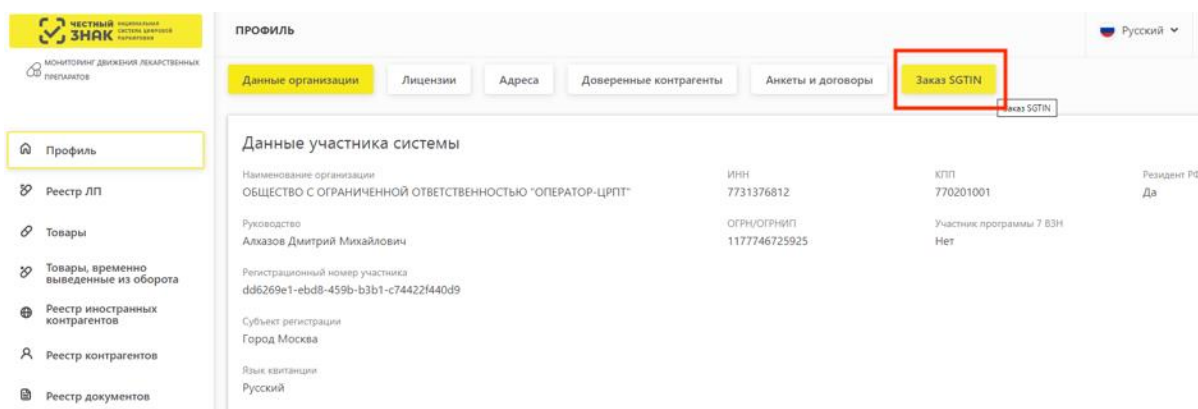 ЧЕСТНЫЙ
ЗНАК
НАЦИОНАЛЬНАЯ
СИСТЕМА ЦИФРОВОЙ
МАРКИРОВКИ
МОНИТОРИНГ ДВИЖЕНИЯ ЛЕКАРСТВЕННЫХ
ПРЕПАРАТОВ
Профиль
Реестр ЛП
Товары
Товары, временно
выведенные из оборота
Реестр иностранных
контрагентов
Реестр контрагентов
Реестр документов
ПРОФИЛЬ
Русский
Данные организации
Лицензии
Адреса
Доверенные контрагенты
Анкеты и договоры
Заказ SGTIN
Заказ SGTIN
Данные участника системы
Наименование организации
ОБЩЕСТВО С ОГРАНИЧЕННОЙ ОТВЕТСТВЕННОСТЬЮ "ОПЕРАТОР-ЦРПТ"
ИНН
7731376812
КПП
770201001
Резидент РФ
Да
Руководство
Алхазов Дмитрий Михайлович
ОГРН/ОГРНИП
1177746725925
Участник программы 7 ВЗН
Нет
Регистрационный номер участника
dd6269e1-ebd8-459b-b3b1-c74422f440d9
Субъект регистрации
Город Москва
Язык квитанции
Русский